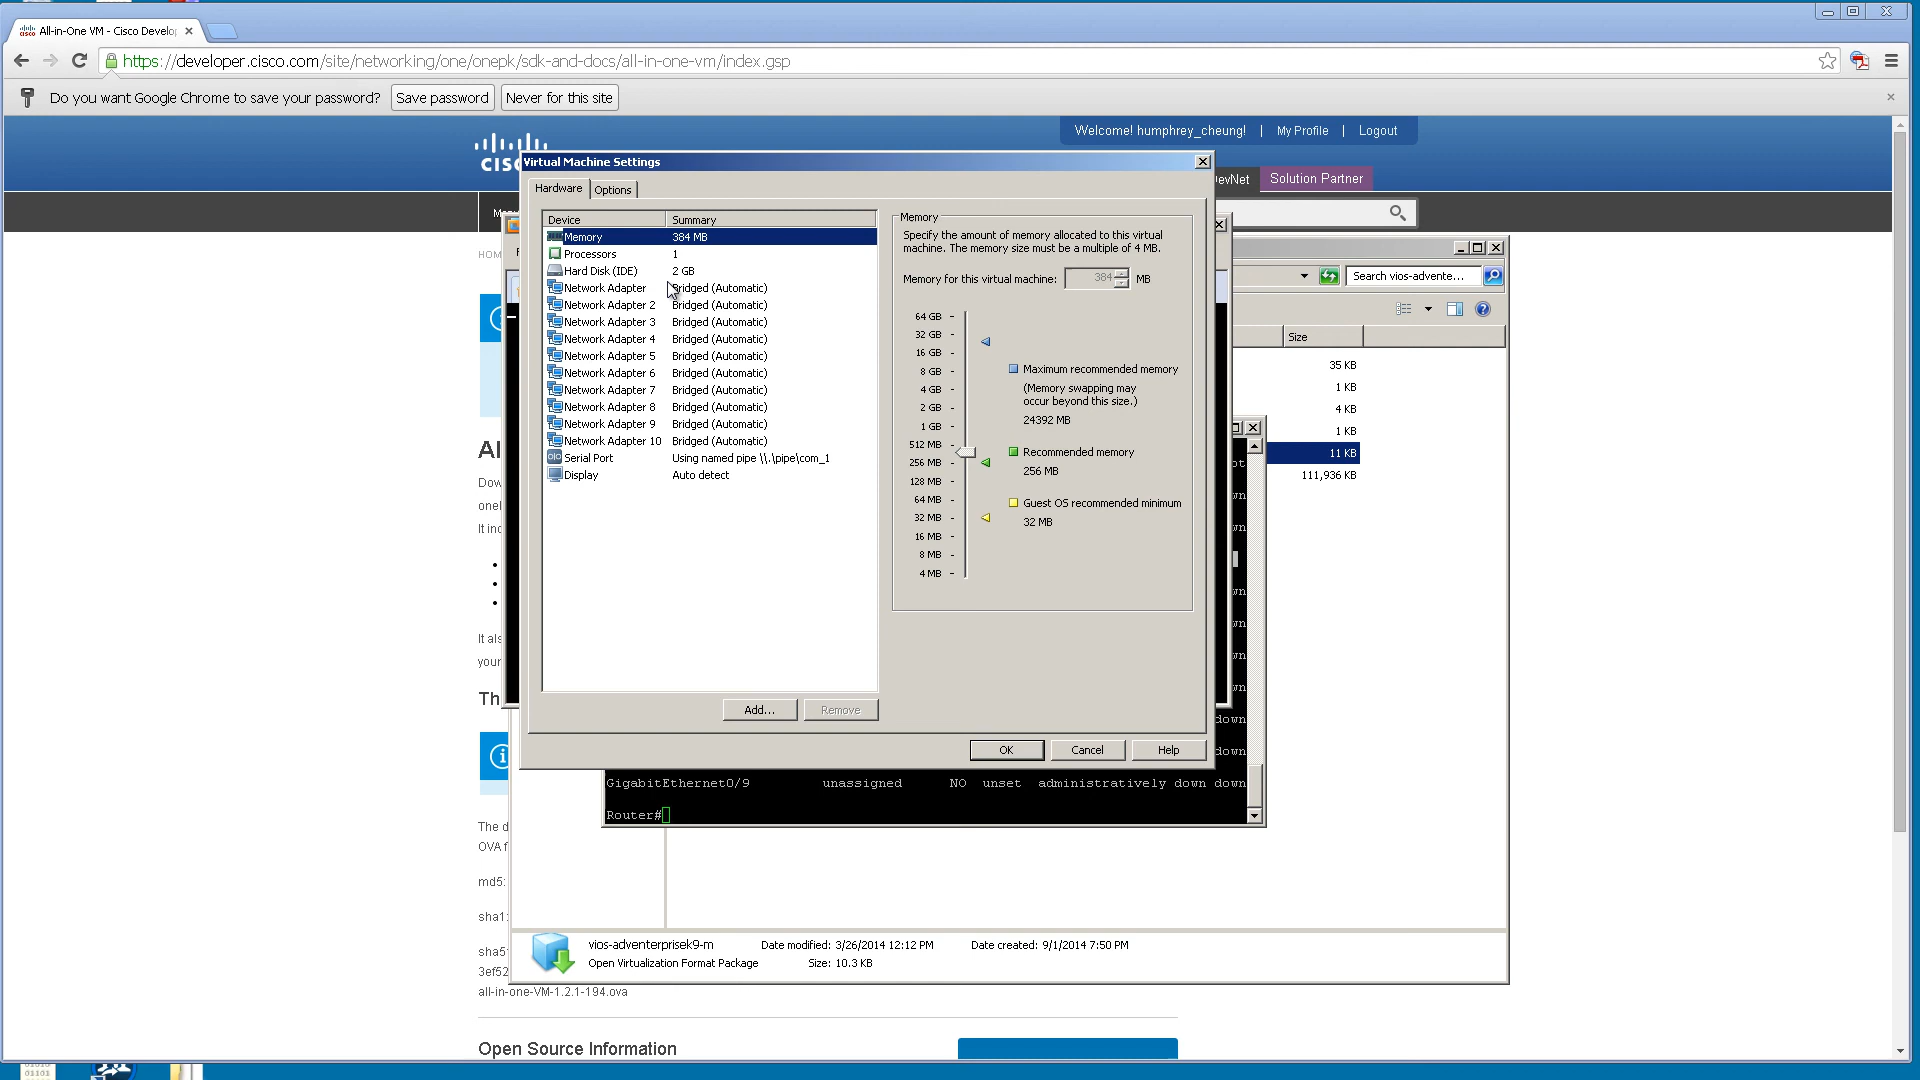 All-in-One VM - Cisco Develop
https://developer.cisco.com/site/networking/one/onepk/sdk-and-docs/all-in-one-vm/index.gsp
Do you want Google Chrome to save your password?
Save password
Never for this site
Welcome! humphrey_cheung! | My Profile | Logout
Solution Partner
Virtual Machine Settings
Hardware
Options
Device Summary
Memory 384 MB
Processors 1
Hard Disk (IDE) 2 GB
Network Adapter Bridged (Automatic)
Network Adapter 2 Bridged (Automatic)
Network Adapter 3 Bridged (Automatic)
Network Adapter 4 Bridged (Automatic)
Network Adapter 5 Bridged (Automatic)
Network Adapter 6 Bridged (Automatic)
Network Adapter 7 Bridged (Automatic)
Network Adapter 8 Bridged (Automatic)
Network Adapter 9 Bridged (Automatic)
Network Adapter 10 Bridged (Automatic)
Serial Port Using named pipe \\.\pipe\com_1
Display Auto detect
Add...
Remove
Memory
Specify the amount of memory allocated to this virtual
machine. The memory size must be a multiple of 4 MB.
Memory for this virtual machine: 384 MB
64 GB
32 GB
16 GB
8 GB
4 GB
2 GB
1 GB
512 MB
256 MB
128 MB
64 MB
32 MB
16 MB
8 MB
4 MB
Maximum recommended memory
(Memory swapping may
occur beyond this size.)
24392 MB
Recommended memory
256 MB
Guest OS recommended minimum
32 MB
OK
Cancel
Help
Search vios-advente...
Size
35 KB
1 KB
4 KB
1 KB
11 KB
111,936 KB
down
down
GigabitEthernet0/9 unassigned NO unset administratively down down
Router#
vios-adventerprisek9-m
Open Virtualization Format Package
Date modified: 3/26/2014 12:12 PM
Size: 10.3 KB
Date created: 9/1/2014 7:50 PM
The d
OVA f
md5:
sha1:
3ef52
all-in-one-VM-1.2.1-194.ova
Open Source Information